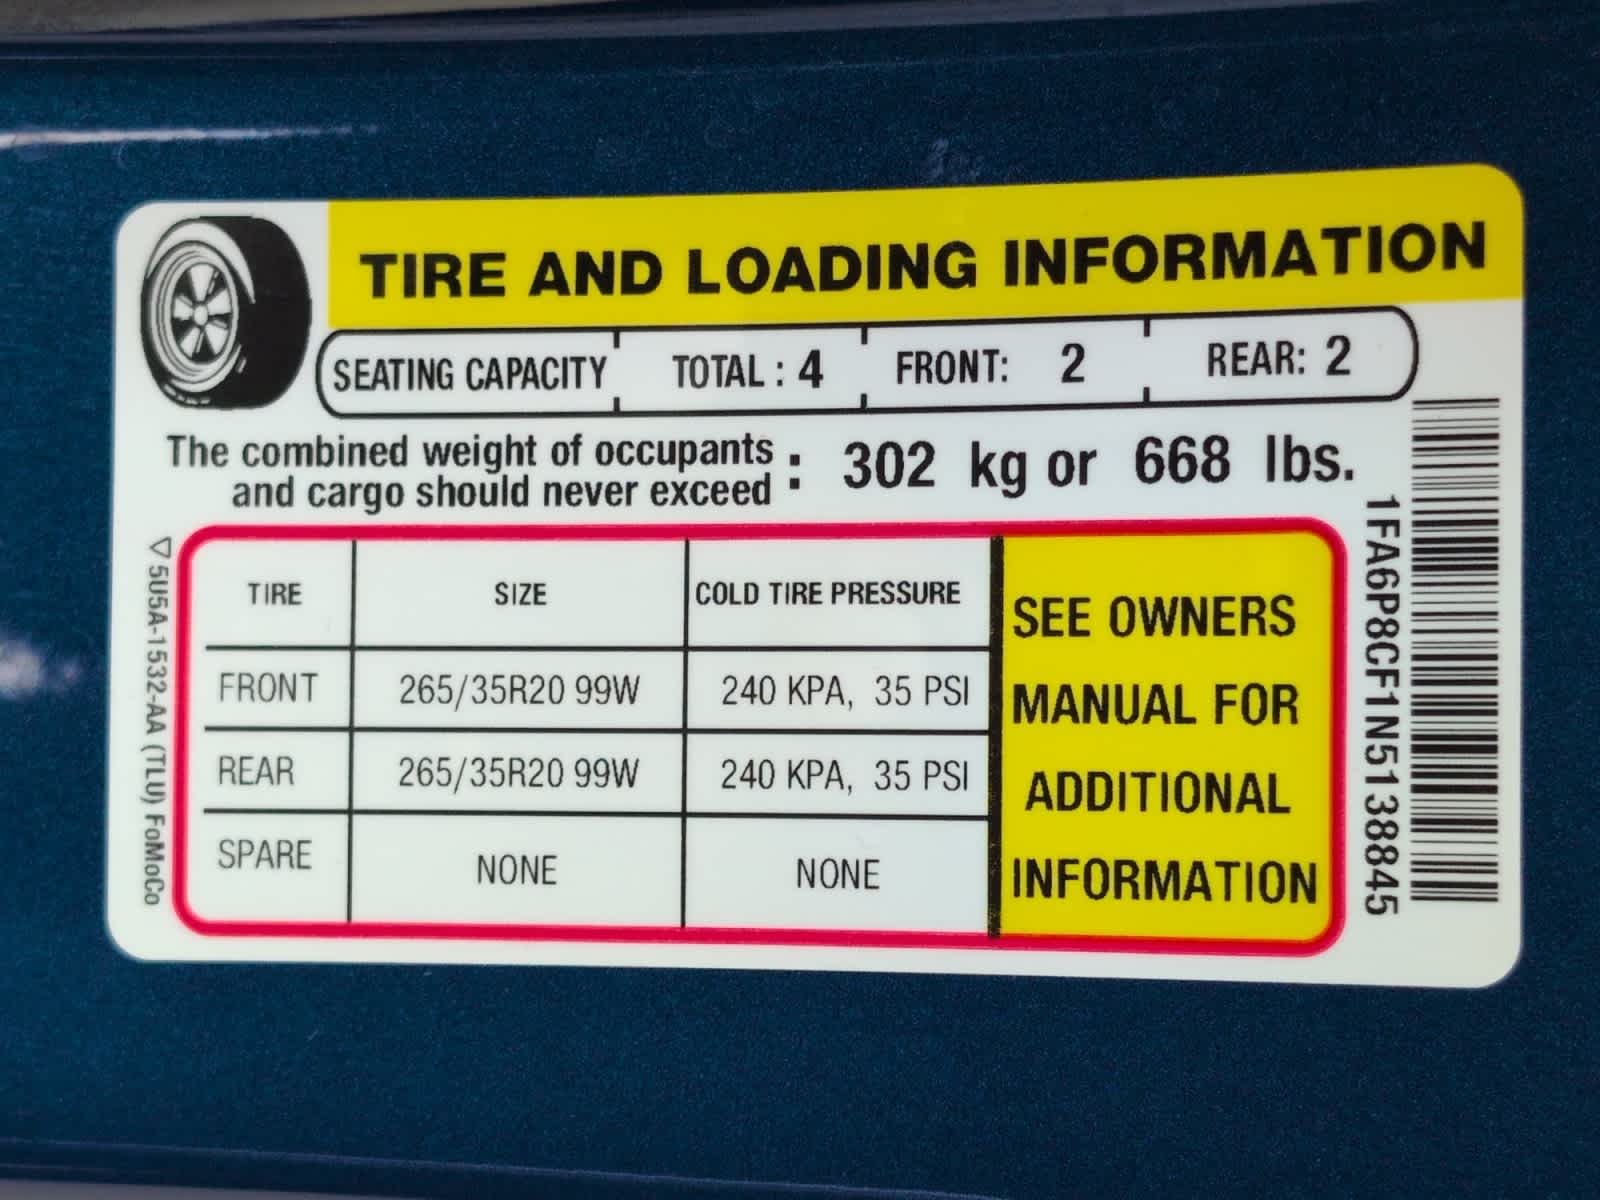 TIRE AND LOADING INFORMATION
SEATING CAPACITY TOTAL : 4 FRONT: 2 REAR: 2
The combined weight of occupants
and cargo should never exceed : 302 kg or 668 lbs.
TIRE SIZE COLD TIRE PRESSURE
FRONT 265/35R20 99W 240 KPA, 35 PSI
REAR 265/35R20 99W 240 KPA, 35 PSI
SPARE NONE NONE
SEE OWNERS
MANUAL FOR
ADDITIONAL
INFORMATION
5U5A-1532-AA (TLU) FoMoCo
1FA6P8CF1N5138845